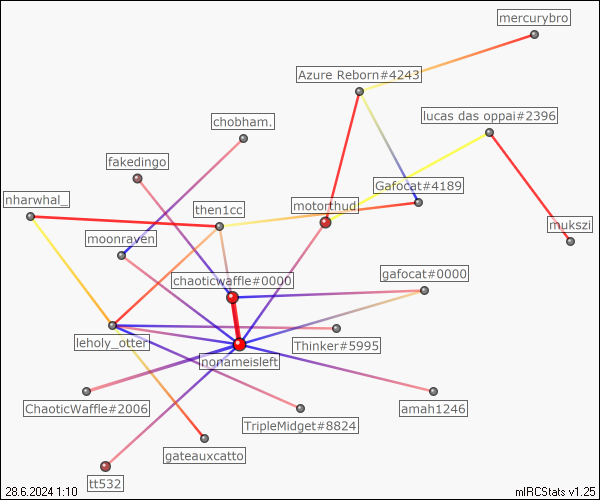 mercurybro
Azure Reborn#4243
lucas das oppai#2396
chobham.
fakedingo
Gafocat#4189
nharwhal_
then1cc
motorthud
mukszi
moonraven
chaoticwaffle#0000
gafocat#0000
leholy_otter
Thinker#5995
nonameisleft
ChaoticWaffle#2006
amah1246
TripleMidget#8824
gateauxcatto
tt532
28.6.2024 1:10
mIRCStats v1.25